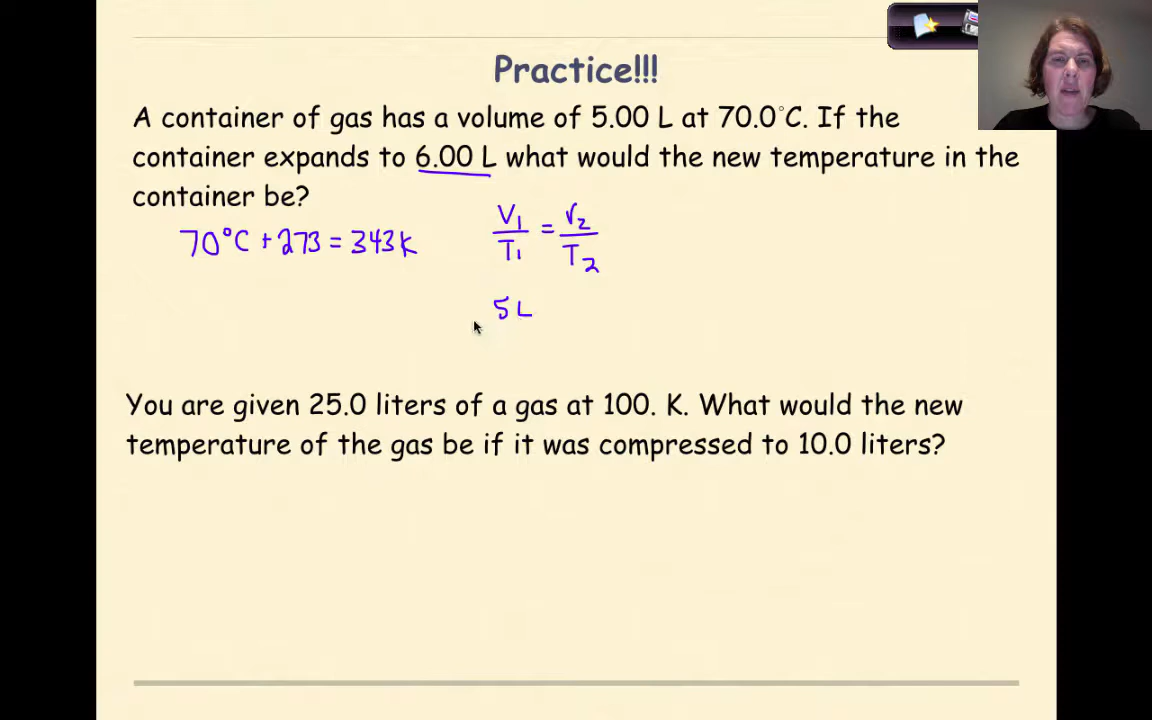 Practice!!!
A container of gas has a volume of 5.00 L at 70.0°C. If the
container expands to 6.00 L what would the new temperature in the
container be?
70°C + 273 = 343K
V1/T1 = V2/T2
5 L
You are given 25.0 liters of a gas at 100. K. What would the new
temperature of the gas be if it was compressed to 10.0 liters?